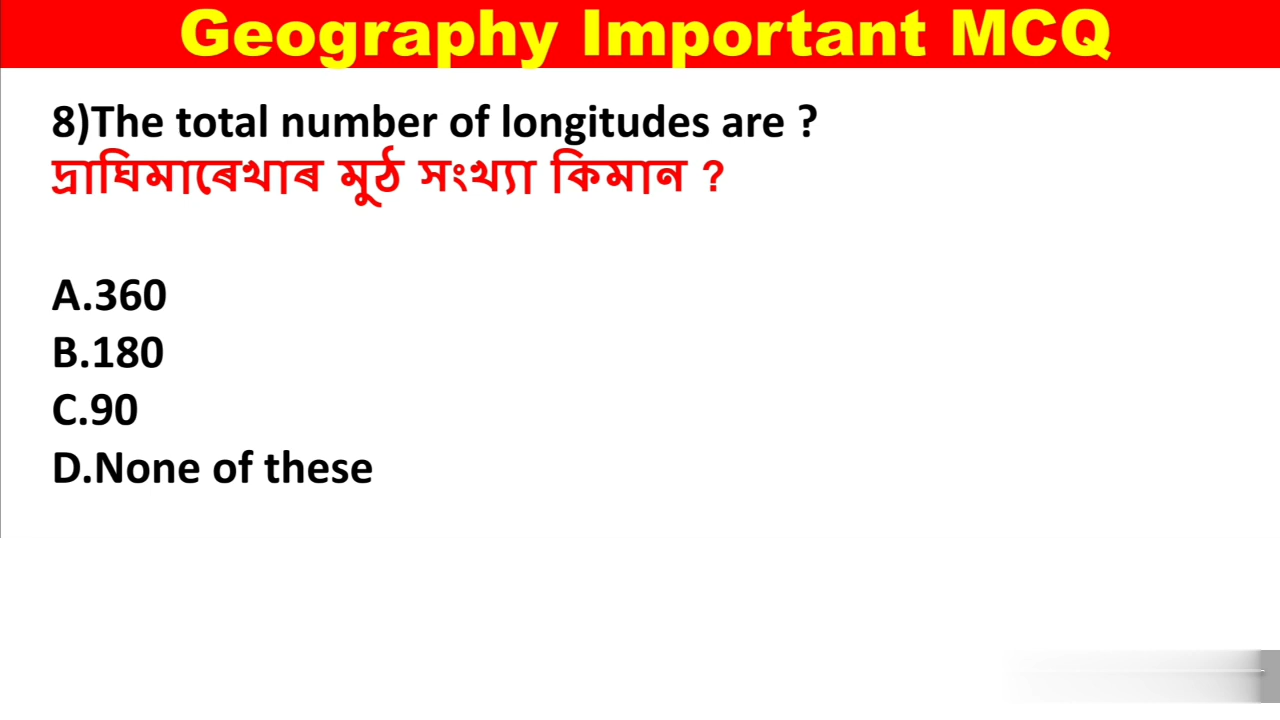 Geography Important MCQ
8)The total number of longitudes are ?
দ্ৰাঘিমাৰেখাৰ মুঠ সংখ্যা কিমান ?
A.360
B.180
C.90
D.None of these